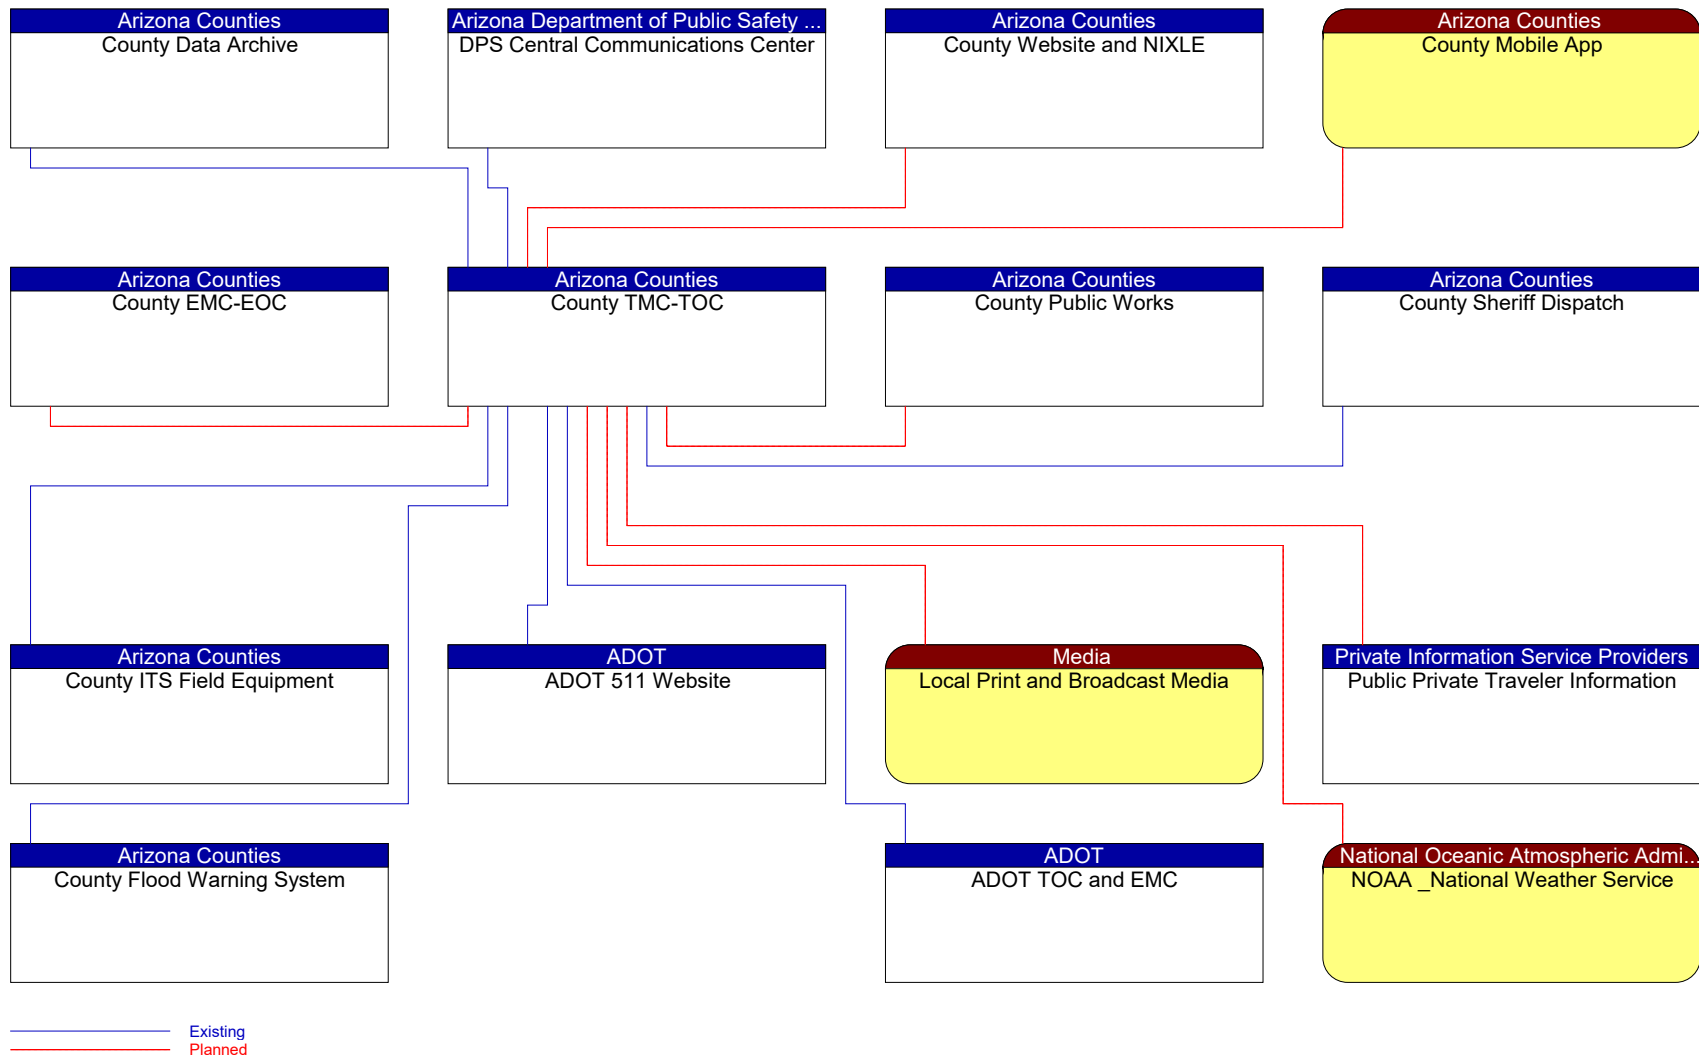 Arizona Counties
County Data Archive
Arizona Department of Public Safety ...
DPS Central Communications Center
Arizona Counties
County Website and NIXLE
Arizona Counties
County Mobile App
Arizona Counties
County EMC-EOC
Arizona Counties
County TMC-TOC
Arizona Counties
County Public Works
Arizona Counties
County Sheriff Dispatch
Arizona Counties
County ITS Field Equipment
ADOT
ADOT 511 Website
Media
Local Print and Broadcast Media
Private Information Service Providers
Public Private Traveler Information
Arizona Counties
County Flood Warning System
ADOT
ADOT TOC and EMC
National Oceanic Atmospheric Admi...
NOAA _National Weather Service
Existing
Planned